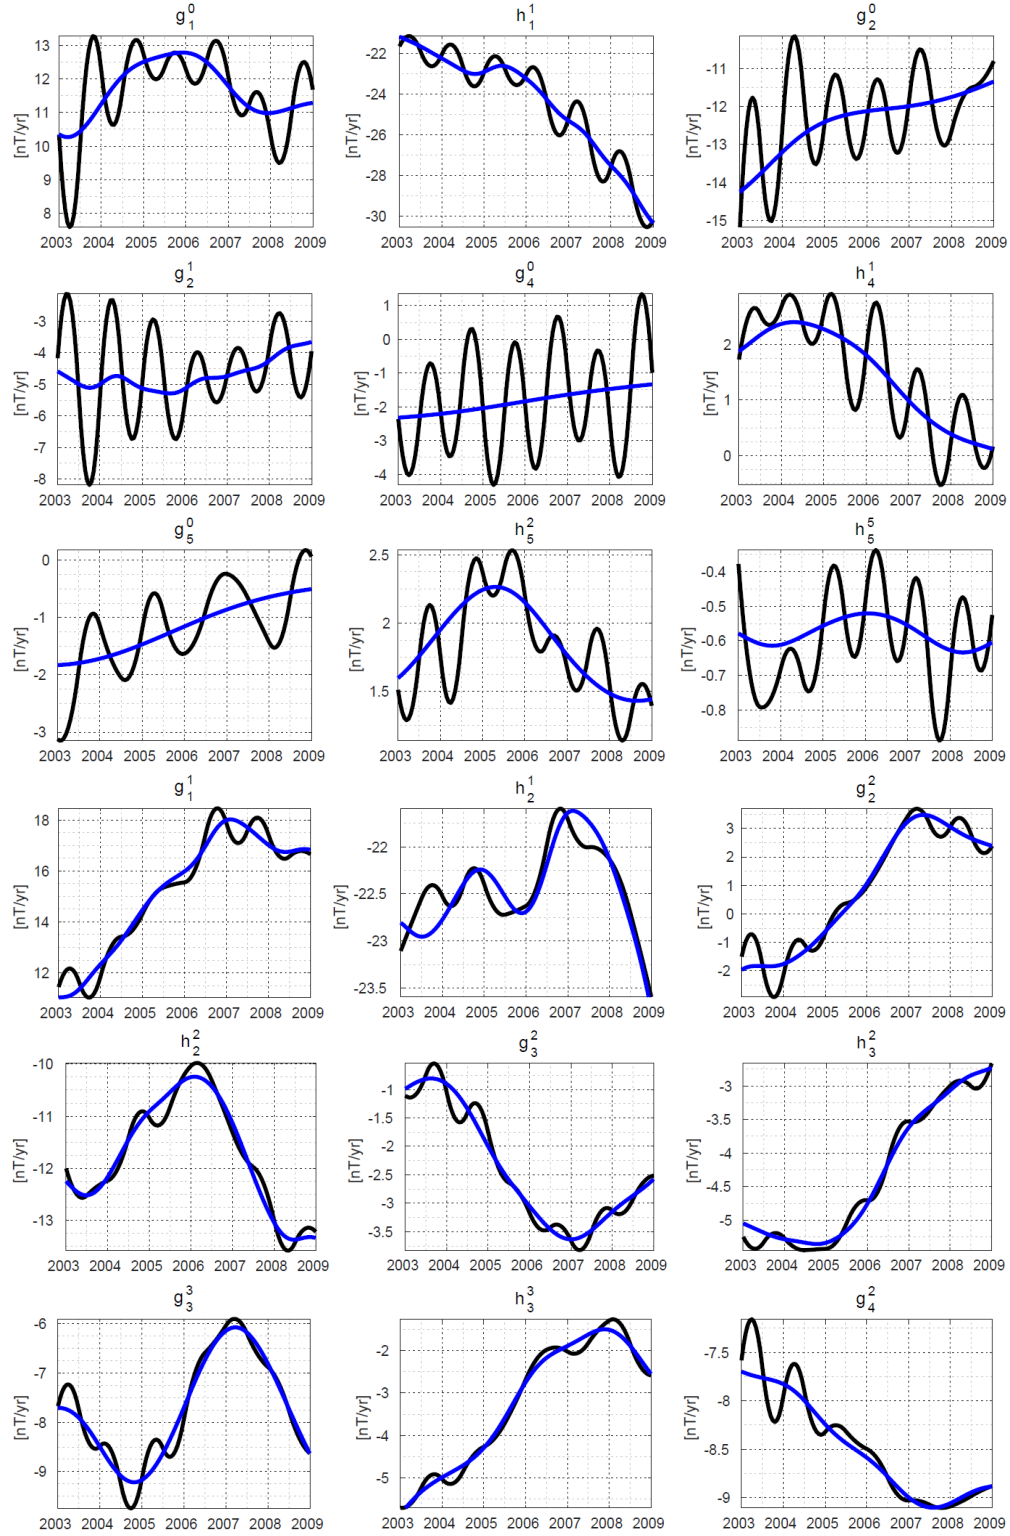 g₁⁰ h₁¹ g₂⁰
[nT/yr] 13 12 11 10 9 8
[nT/yr] -22 -24 -26 -28 -30
[nT/yr] -11 -12 -13 -14 -15
2003 2004 2005 2006 2007 2008 2009 2003 2004 2005 2006 2007 2008 2009 2003 2004 2005 2006 2007 2008 2009
g₂¹ g₄⁰ h₄¹
[nT/yr] -3 -4 -5 -6 -7 -8
[nT/yr] 1 0 -1 -2 -3 -4
[nT/yr] 2 1 0
2003 2004 2005 2006 2007 2008 2009 2003 2004 2005 2006 2007 2008 2009 2003 2004 2005 2006 2007 2008 2009
g₅⁰ h₅² h₅⁵
[nT/yr] 0 -1 -2 -3
[nT/yr] 2.5 2 1.5
[nT/yr] -0.4 -0.5 -0.6 -0.7 -0.8
2003 2004 2005 2006 2007 2008 2009 2003 2004 2005 2006 2007 2008 2009 2003 2004 2005 2006 2007 2008 2009
g₁¹ h₂¹ g₂²
[nT/yr] 18 16 14 12
[nT/yr] -22 -22.5 -23 -23.5
[nT/yr] 3 2 1 0 -1 -2
2003 2004 2005 2006 2007 2008 2009 2003 2004 2005 2006 2007 2008 2009 2003 2004 2005 2006 2007 2008 2009
h₂² g₃² h₃²
[nT/yr] -10 -11 -12 -13
[nT/yr] -1 -1.5 -2 -2.5 -3 -3.5
[nT/yr] -3 -3.5 -4 -4.5 -5
2003 2004 2005 2006 2007 2008 2009 2003 2004 2005 2006 2007 2008 2009 2003 2004 2005 2006 2007 2008 2009
g₃³ h₃³ g₄²
[nT/yr] -6 -7 -8 -9
[nT/yr] -2 -3 -4 -5
[nT/yr] -7.5 -8 -8.5 -9
2003 2004 2005 2006 2007 2008 2009 2003 2004 2005 2006 2007 2008 2009 2003 2004 2005 2006 2007 2008 2009